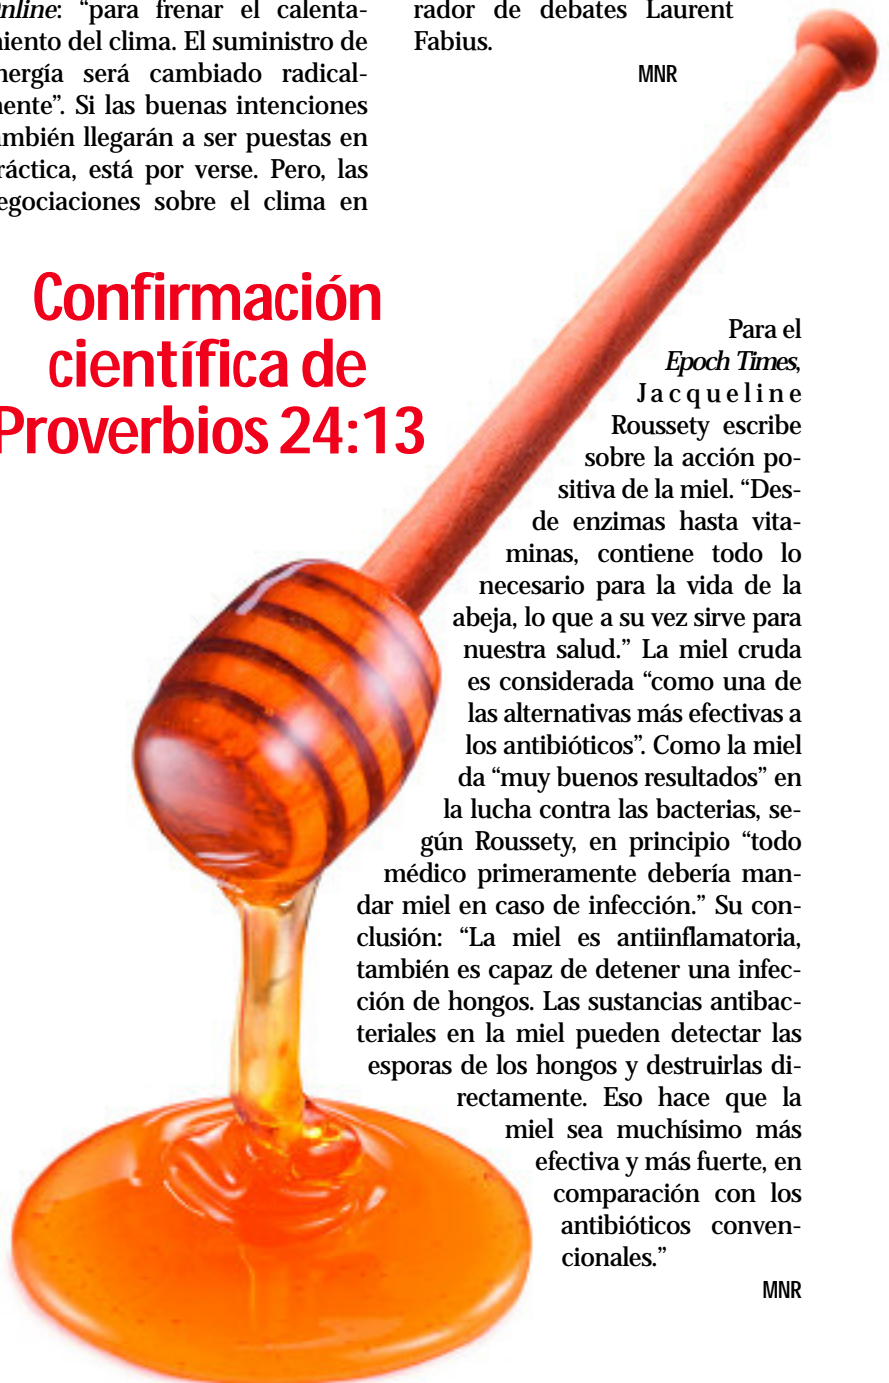 Online: “para frenar el calenta-
miento del clima. El suministro de
energía será cambiado radical-
mente”. Si las buenas intenciones
también llegarán a ser puestas en
práctica, está por verse. Pero, las
negociaciones sobre el clima en
rador de debates Laurent
Fabius.
MNR
Confirmación
científica de
Proverbios 24:13
Para el
Epoch Times,
Jacqueline
Roussety escribe
sobre la acción po-
sitiva de la miel. “Des-
de enzimas hasta vita-
minas, contiene todo lo
necesario para la vida de la
abeja, lo que a su vez sirve para
nuestra salud.” La miel cruda
es considerada “como una de
las alternativas más efectivas a
los antibióticos”. Como la miel
da “muy buenos resultados” en
la lucha contra las bacterias, se-
gún Roussety, en principio “todo
médico primeramente debería man-
dar miel en caso de infección.” Su con-
clusión: “La miel es antiinflamatoria,
también es capaz de detener una infec-
ción de hongos. Las sustancias antibac-
teriales en la miel pueden detectar las
esporas de los hongos y destruirlas di-
rectamente. Eso hace que la
miel sea muchísimo más
efectiva y más fuerte, en
comparación con los
antibióticos conven-
cionales.”
MNR